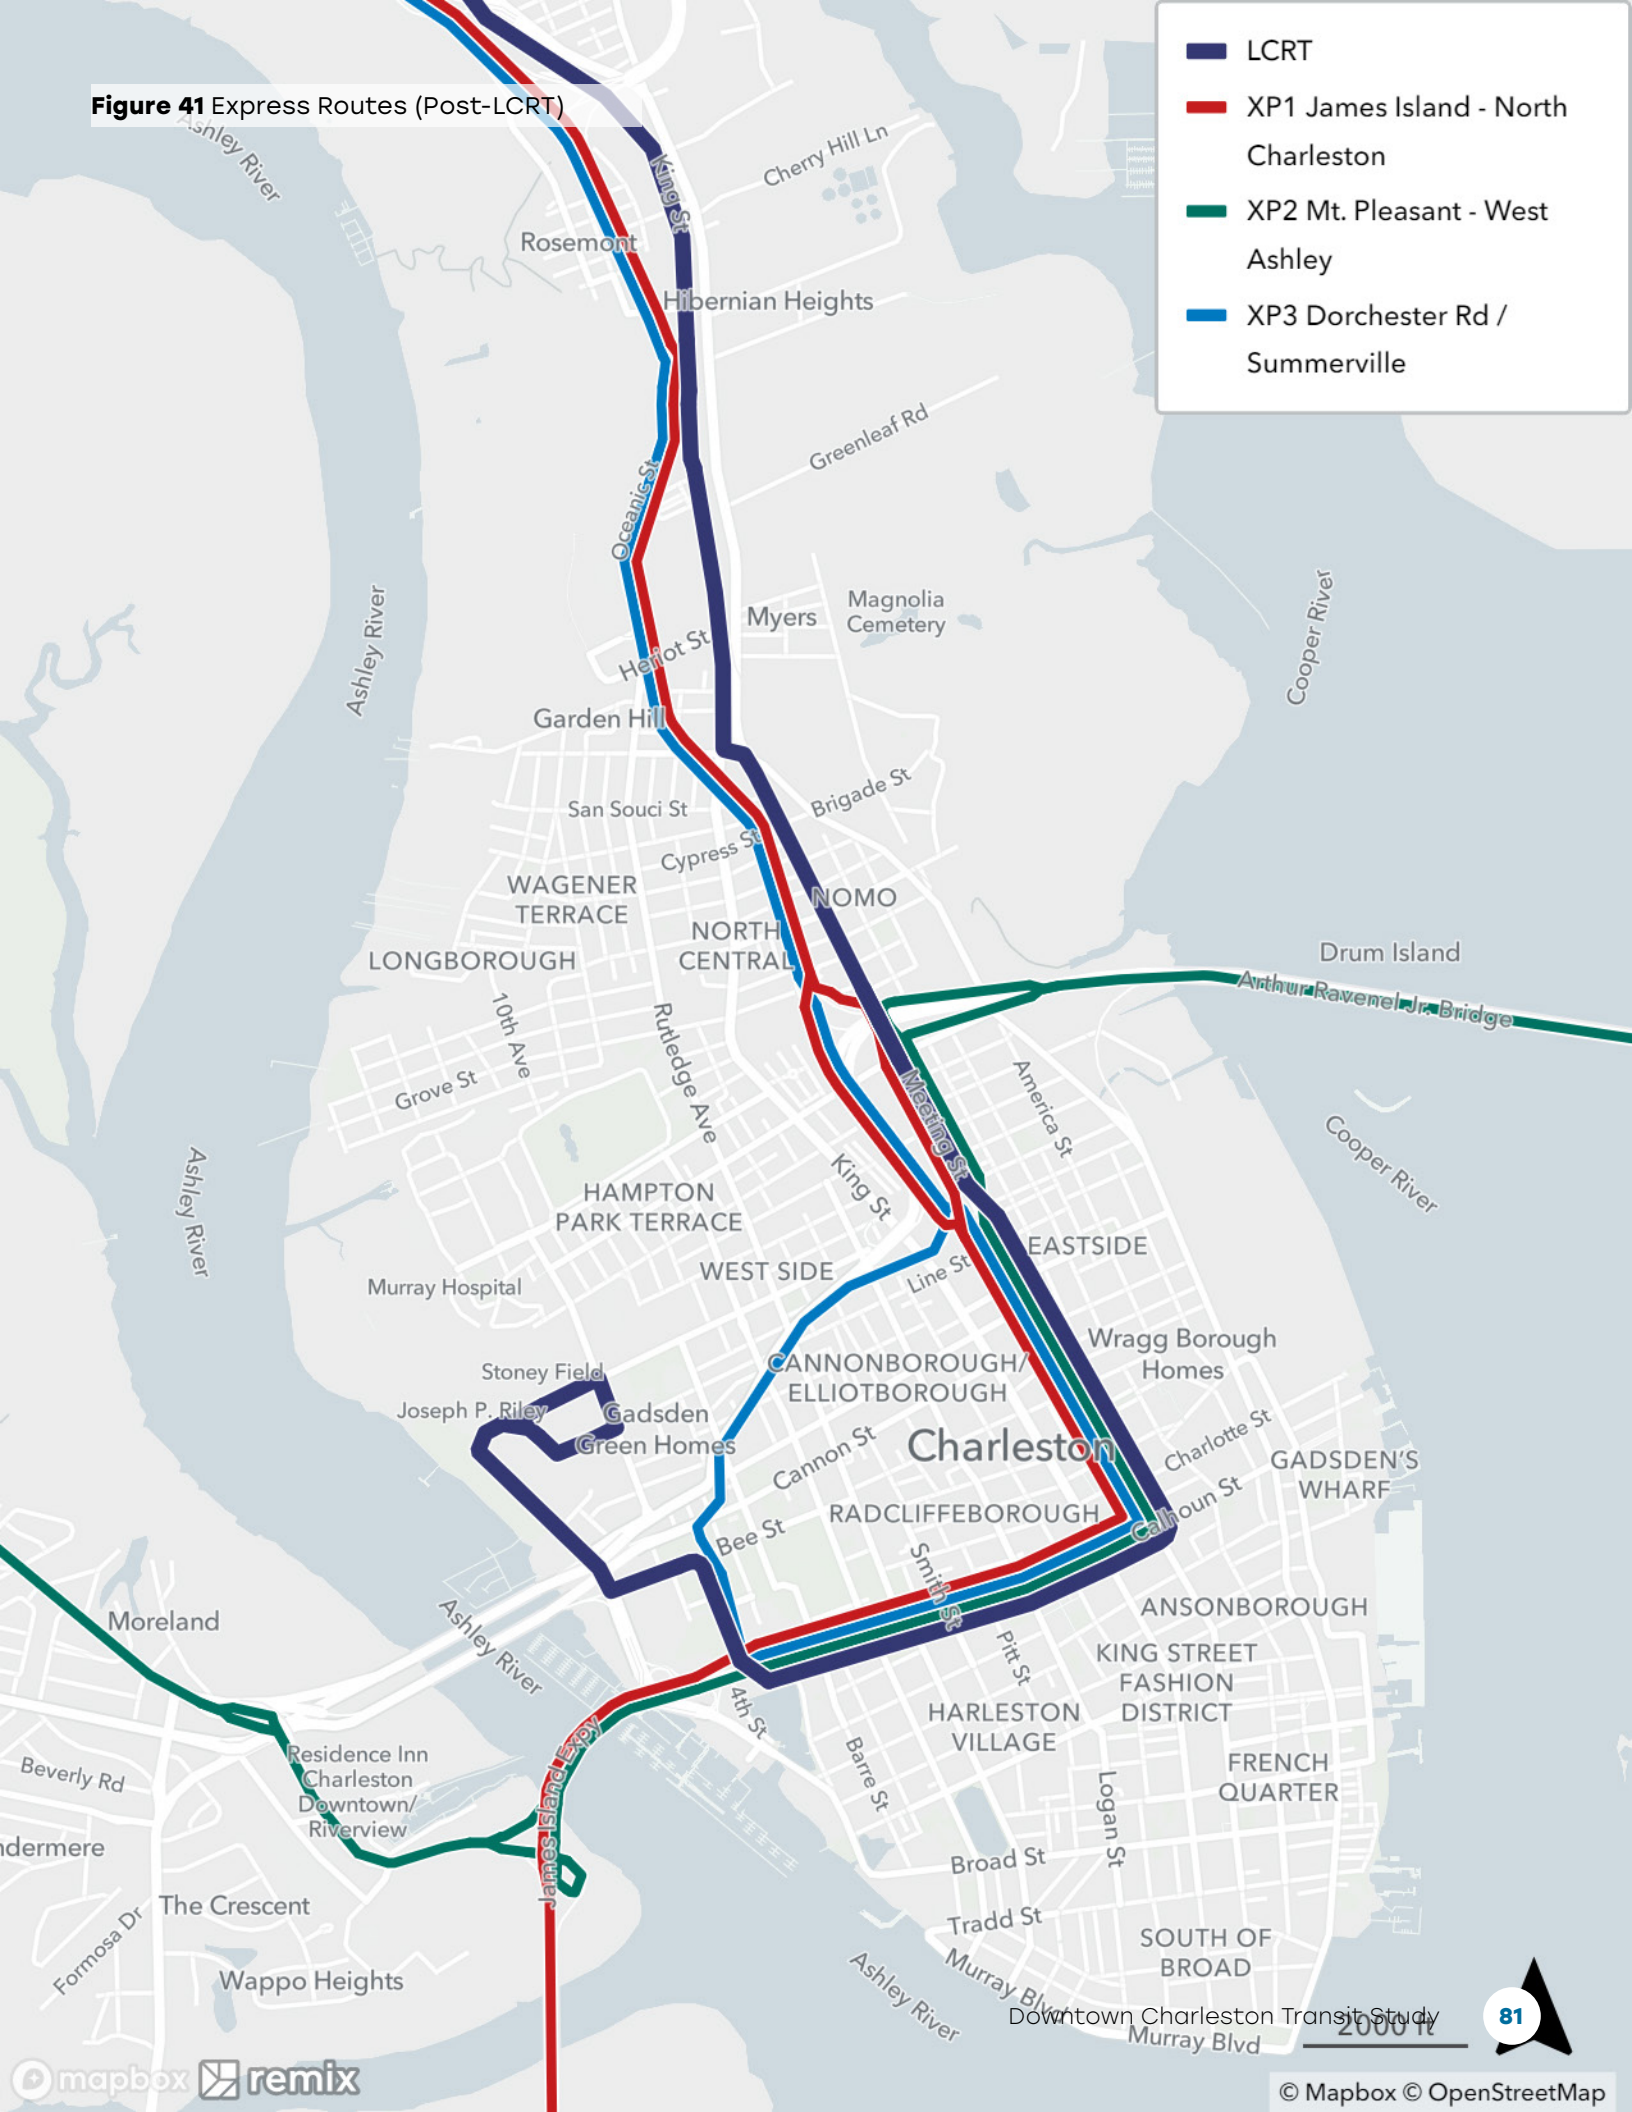 LCRT
XP1 James Island - North
Charleston
XP2 Mt. Pleasant - West
Ashley
XP3 Dorchester Rd /
Summerville
Figure 41 Express Routes (Post-LCRT)
Ashley River
King St
Cherry Hill Ln
Rosemont
Hibernian Heights
Greenleaf Rd
Oceanic St
Ashley River
Myers
Magnolia
Cemetery
Cooper River
Heriot St
Garden Hill
San Souci St
Brigade St
Cypress St
WAGENER
TERRACE
NOMO
NORTH
CENTRAL
LONGBOROUGH
Drum Island
Arthur Ravenel Jr. Bridge
10th Ave
Rutledge Ave
Grove St
Meeting St
America St
Cooper River
Ashley River
King St
HAMPTON
PARK TERRACE
EASTSIDE
WEST SIDE
Line St
Murray Hospital
Wragg Borough
Homes
Stoney Field
CANNONBOROUGH/
ELLIOTBOROUGH
Joseph P. Riley
Gadsden
Green Homes
Cannon St
Charleston
Charlotte St
GADSDEN'S
WHARF
Calhoun St
RADCLIFFEBOROUGH
Bee St
Smith St
Moreland
Ashley River
ANSONBOROUGH
Pitt St
KING STREET
FASHION
DISTRICT
4th St
HARLESTON
VILLAGE
Residence Inn
Charleston
Downtown/
Riverview
Beverly Rd
James Island Expy
Barre St
FRENCH
QUARTER
Logan St
ndermere
Broad St
The Crescent
Formosa Dr
Tradd St
SOUTH OF
BROAD
Wappo Heights
Ashley River
Murray Blvd
Downtown Charleston Transit Study
81
2000 ft
Murray Blvd
mapbox
remix
© Mapbox © OpenStreetMap